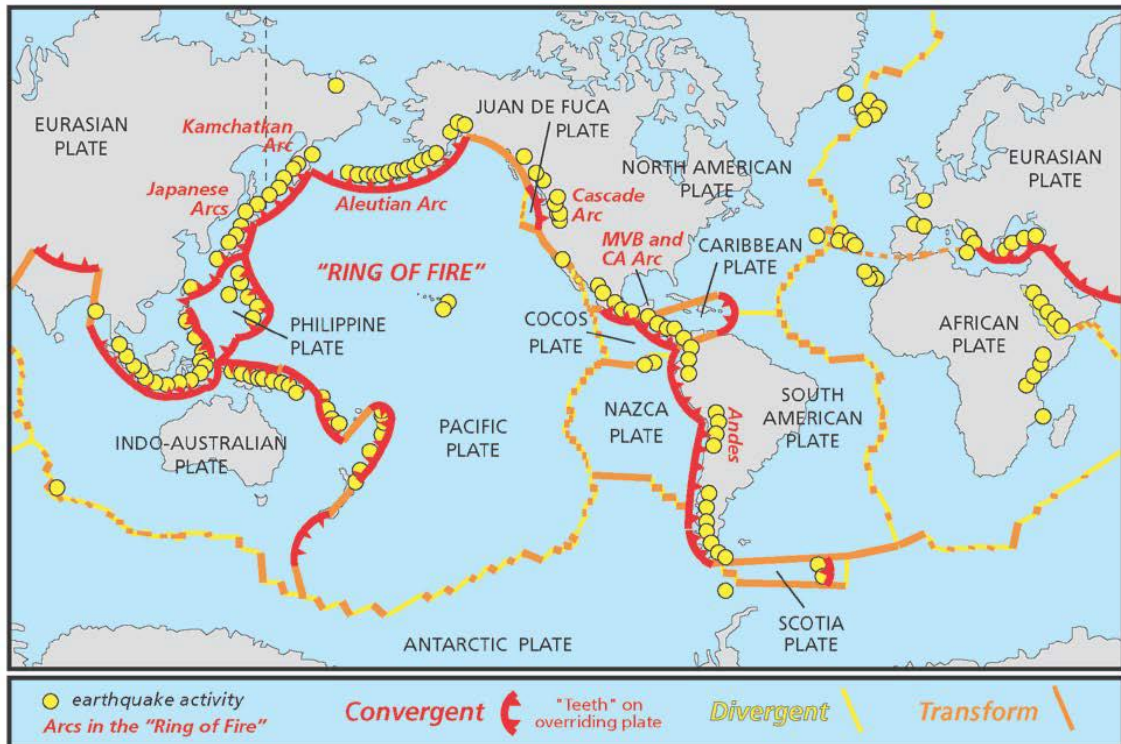 EURASIAN
PLATE
Kamchatkan
Arc
Japanese
Arcs
Aleutian Arc
JUAN DE FUCA
PLATE
NORTH AMERICAN
PLATE
Cascade
Arc
EURASIAN
PLATE
"RING OF FIRE"
MVB and
CA Arc
CARIBBEAN
PLATE
PHILIPPINE
PLATE
COCOS
PLATE
AFRICAN
PLATE
INDO-AUSTRALIAN
PLATE
PACIFIC
PLATE
NAZCA
PLATE
Andes
SOUTH
AMERICAN
PLATE
SCOTIA
PLATE
ANTARCTIC PLATE
earthquake activity
Arcs in the "Ring of Fire"
Convergent
"Teeth" on
overriding plate
Divergent
Transform